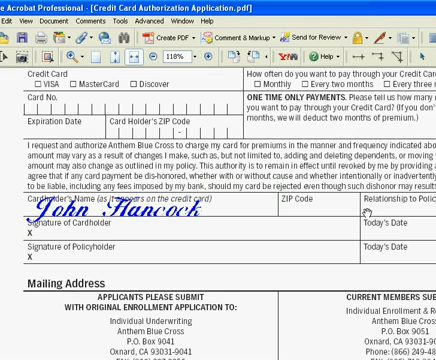 Acrobat Professional - [Credit Card Authorization Application.pdf]
Edit View Document Comments Tools Advanced Window Help
Create PDF Comment & Markup Send for Review
118% Help
Credit Card
VISA MasterCard Discover
How often do you want to pay through your Credit Card
Monthly Every two months Every three
Card No.
Expiration Date Card Holder's ZIP Code
-
ONE TIME ONLY PAYMENTS. Please tell us how many
you want to pay through your Credit Card? (If you don't
months, we will deduct two months of premium.)
I request and authorize Anthem Blue Cross to charge my card for premiums in the manner and frequency indicated above
amount may vary as a result of changes I make, such as, but not limited to, adding and deleting dependents, or moving
amount may also change as outlined in my policy. This authority is to remain in effect until revoked by me by providing
agree that if any card payment be dis-honored, whether with or without cause and whether intentionally or inadvertently
to be liable, including any fees imposed by my bank, should my card be rejected even though such dishonor may result
Cardholder's Name (as it appears on the credit card) ZIP Code Relationship to Policy
John Hancock
Signature of Cardholder Today's Date
X
Signature of Policyholder Today's Date
X
Mailing Address
APPLICANTS PLEASE SUBMIT
WITH ORIGINAL ENROLLMENT APPLICATION TO:
Individual Underwriting
Anthem Blue Cross
P.O. Box 9041
Oxnard, CA 93031-9041
CURRENT MEMBERS
Individual Enrollment &
Anthem Blue Cross
P.O. Box 9051
Oxnard, CA 93031-
Phone: (866) 249-